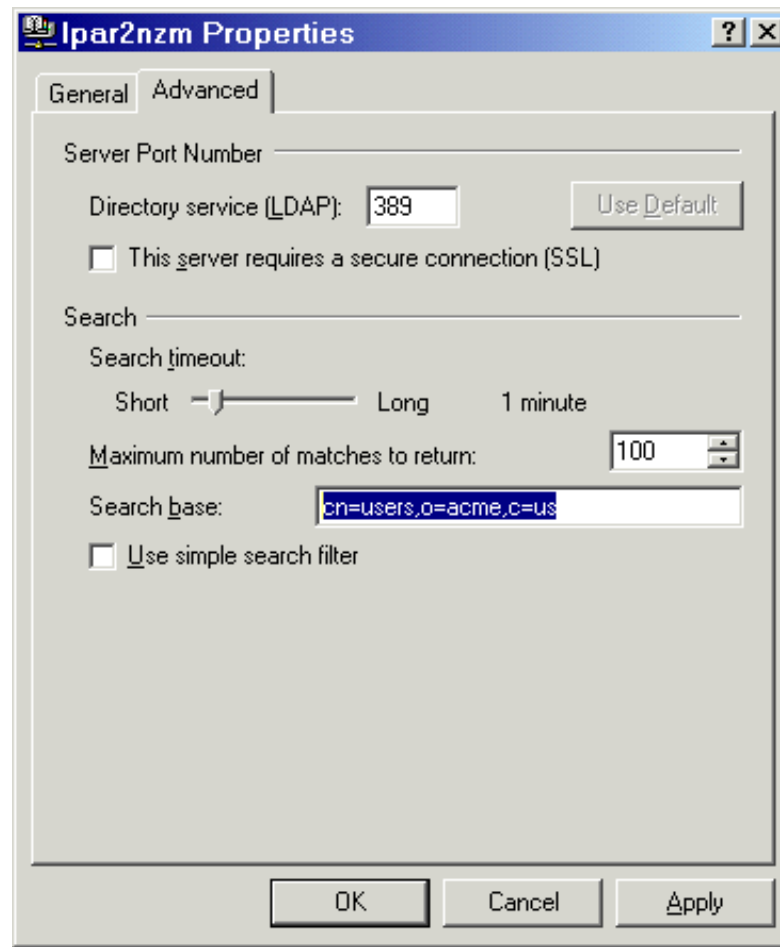 lpar2nzm Properties
General Advanced
Server Port Number
Directory service (LDAP): 389 Use Default
This server requires a secure connection (SSL)
Search
Search timeout:
Short Long 1 minute
Maximum number of matches to return: 100
Search base: cn=users,o=acme,c=us
Use simple search filter
OK Cancel Apply